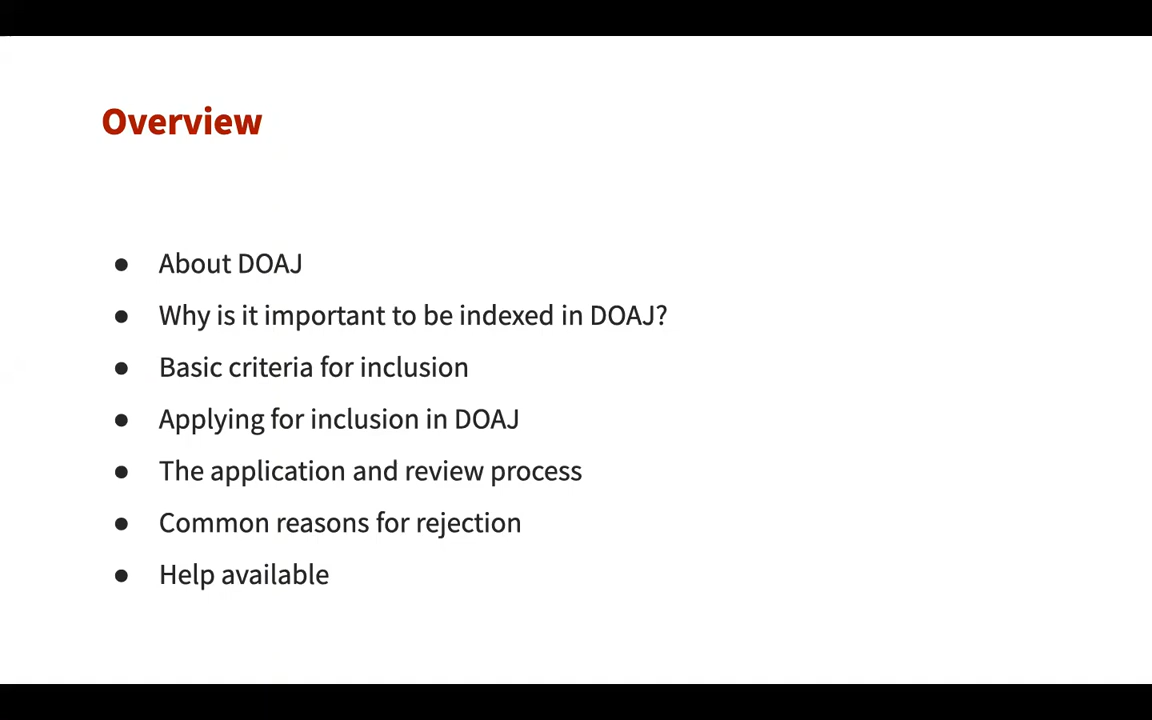 Overview
● About DOAJ
● Why is it important to be indexed in DOAJ?
● Basic criteria for inclusion
● Applying for inclusion in DOAJ
● The application and review process
● Common reasons for rejection
● Help available